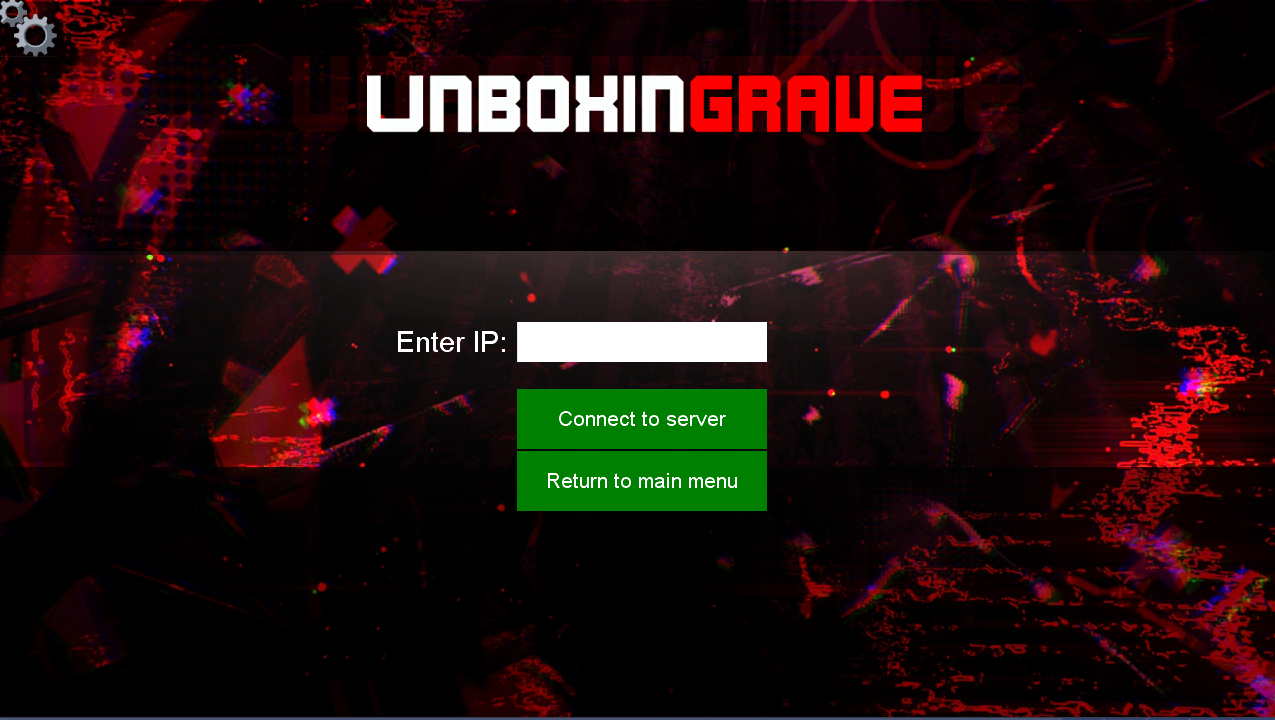 UNBOXINGRAVE
Enter IP:
Connect to server
Return to main menu